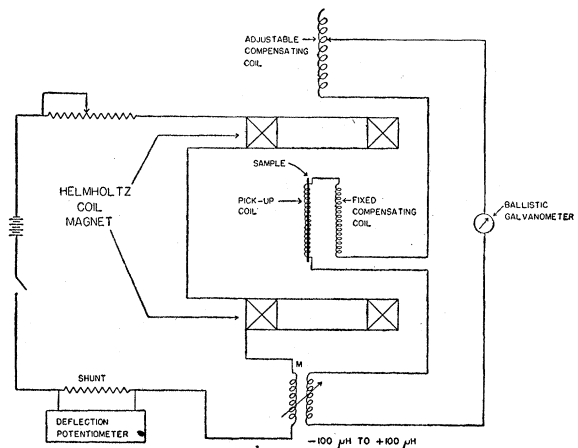 ADJUSTABLE
COMPENSATING
COIL
SAMPLE
HELMHOLTZ
COIL
MAGNET
PICK-UP
COIL
FIXED
COMPENSATING
COIL
BALLISTIC
GALVANOMETER
M
SHUNT
DEFLECTION
POTENTIOMETER
-100 μH TO +100 μH